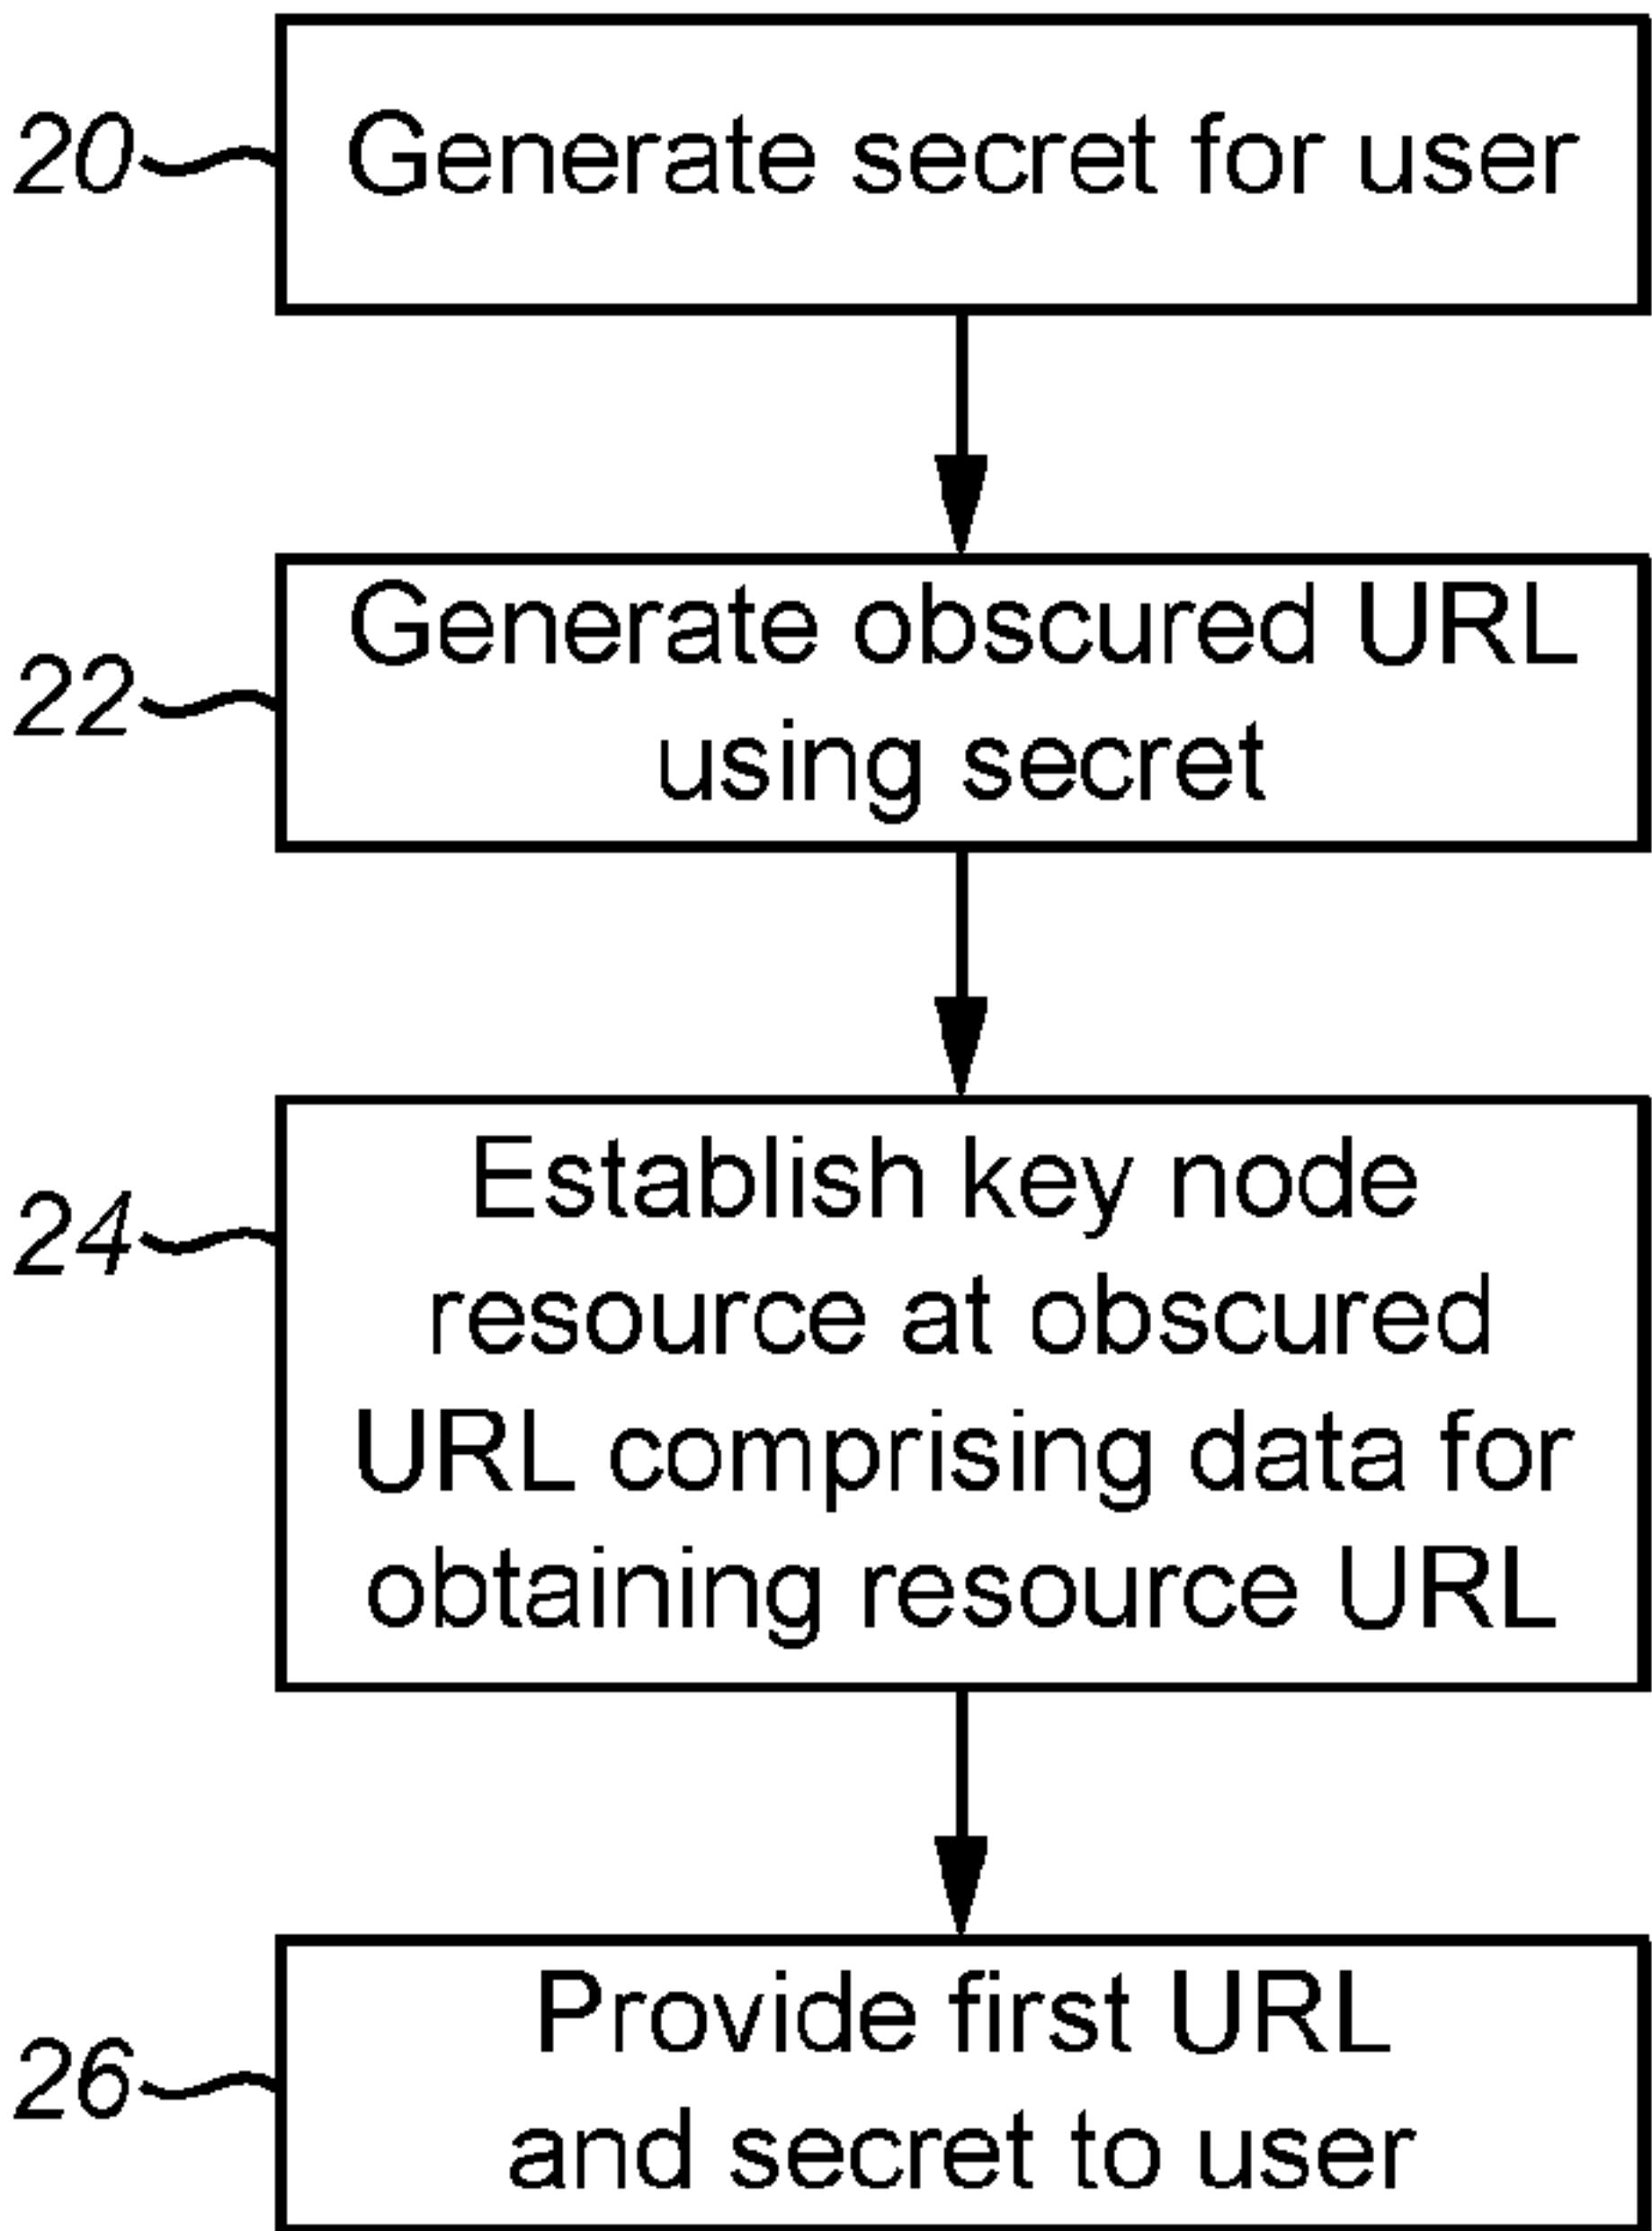 20
Generate secret for user
22
Generate obscured URL
using secret
24
Establish key node
resource at obscured
URL comprising data for
obtaining resource URL
26
Provide first URL
and secret to user